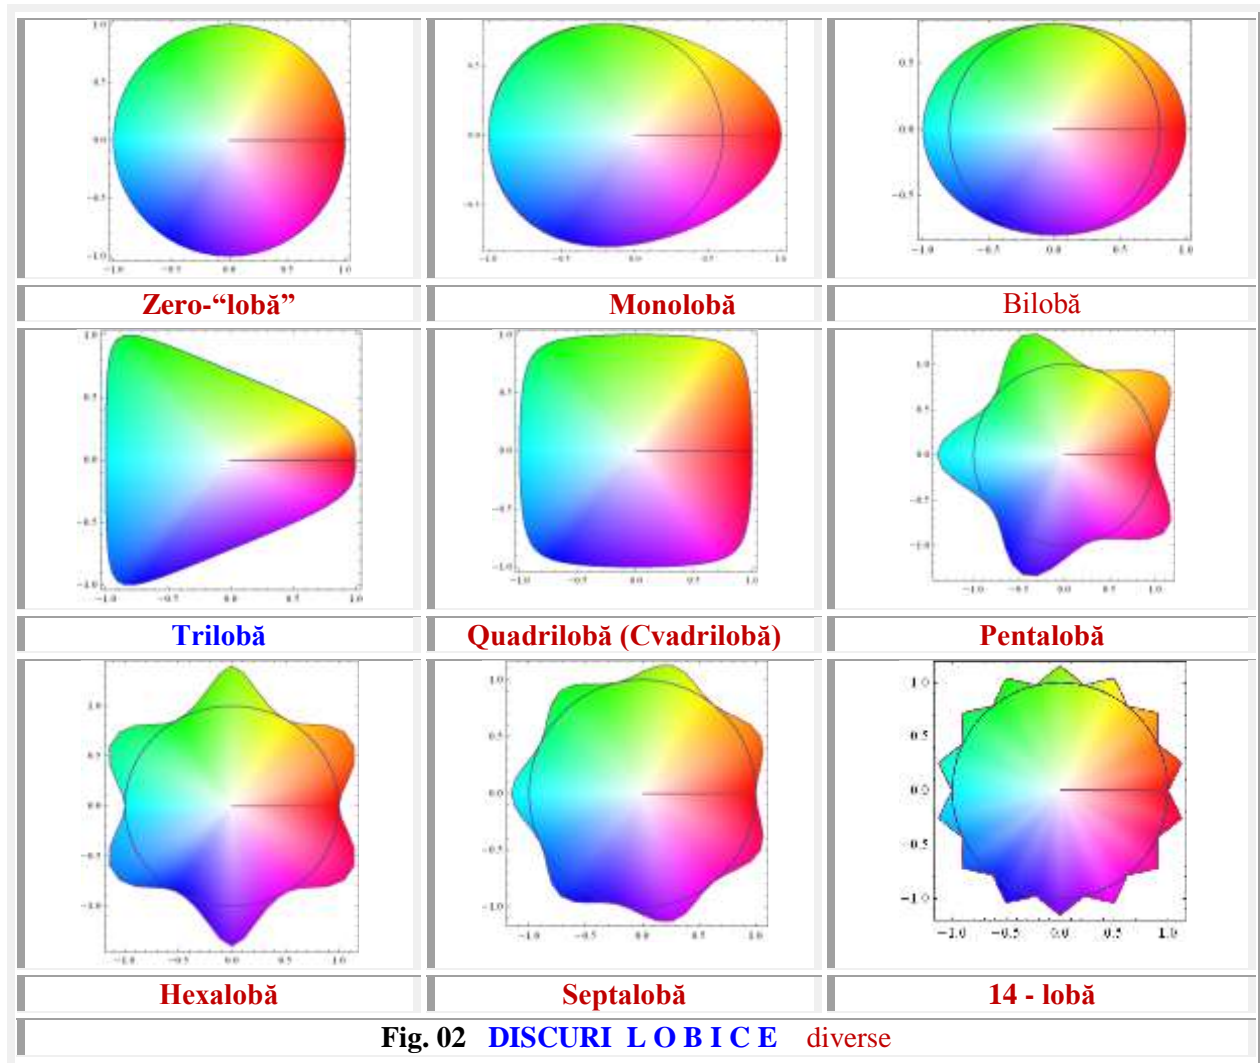 Zero-“lobă”
Monolobă
Bilobă
Trilobă
Quadrilobă (Cvadrilobă)
Pentalobă
Hexalobă
Septalobă
14 - lobă
Fig. 02 DISCURI L O B I C E diverse